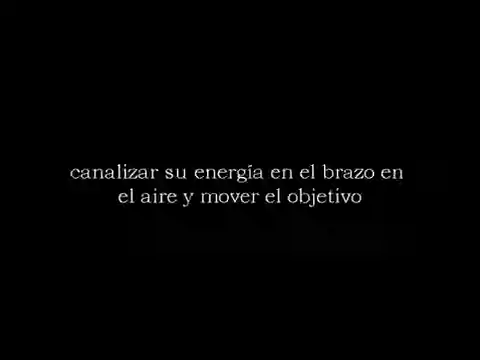 canalizar su energía en el brazo en
el aire y mover el objetivo